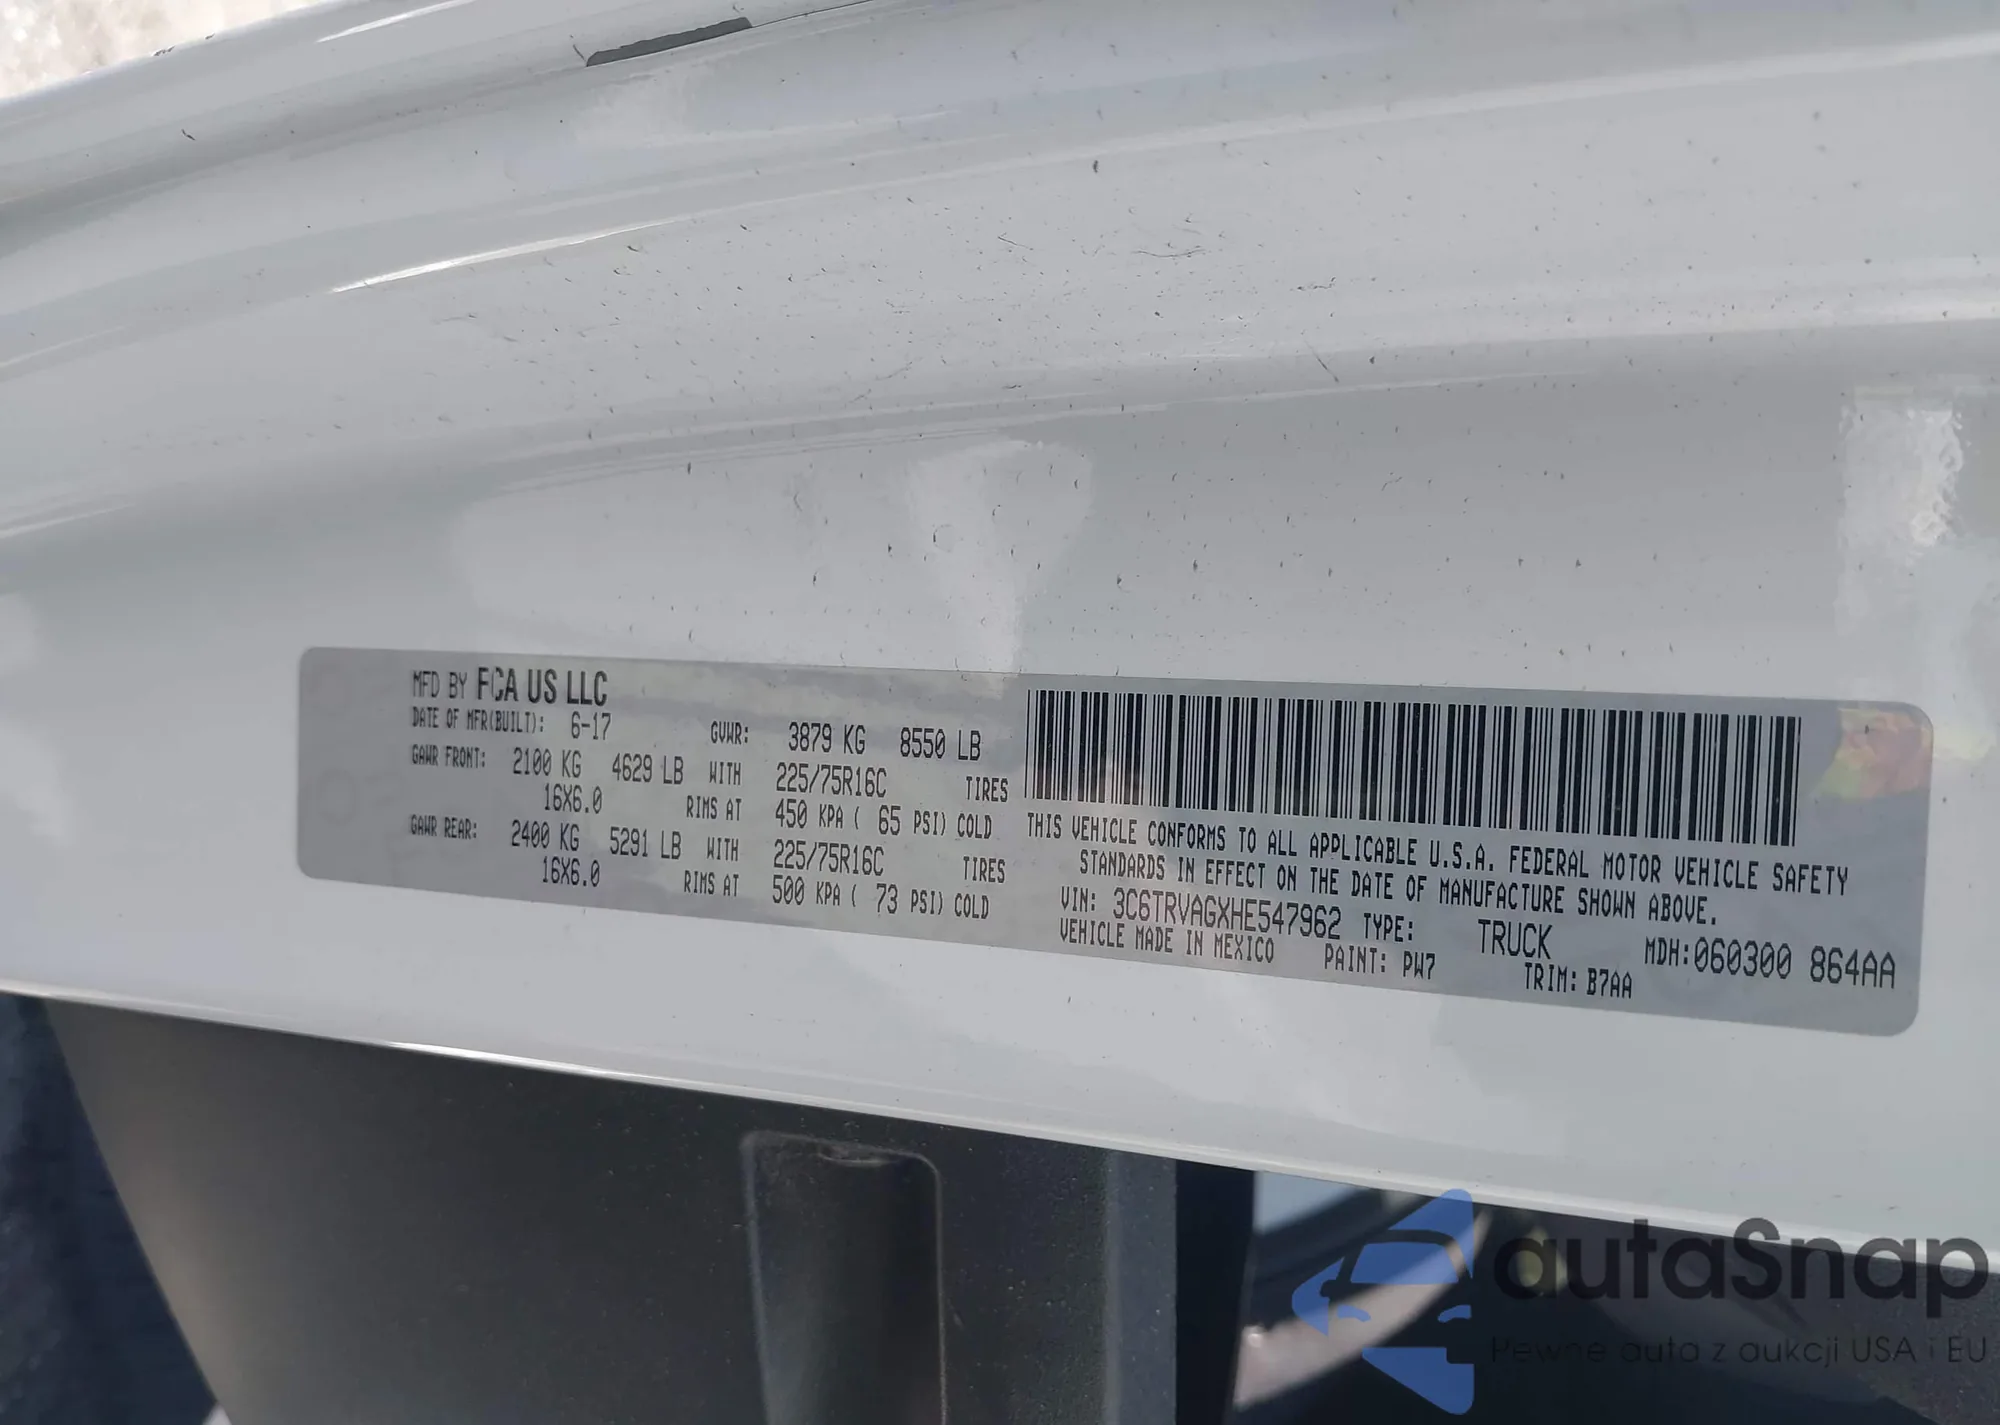 MFD BY FCA US LLC
DATE OF MFR(BUILT): 6-17 GVWR: 3879 KG 8550 LB
GAWR FRONT: 2100 KG 4629 LB WITH 225/75R16C TIRES
16X6.0 RIMS AT 450 KPA ( 65 PSI) COLD
GAWR REAR: 2400 KG 5291 LB WITH 225/75R16C TIRES
16X6.0 RIMS AT 500 KPA ( 73 PSI) COLD
THIS VEHICLE CONFORMS TO ALL APPLICABLE U.S.A. FEDERAL MOTOR VEHICLE SAFETY
STANDARDS IN EFFECT ON THE DATE OF MANUFACTURE SHOWN ABOVE.
VIN: 3C6TRVAGXHE547962 TYPE: TRUCK MDH:060300 864AA
VEHICLE MADE IN MEXICO PAINT: PW7 TRIM: B7AA
autoSnap
Pewne auta z aukcji USA i EU